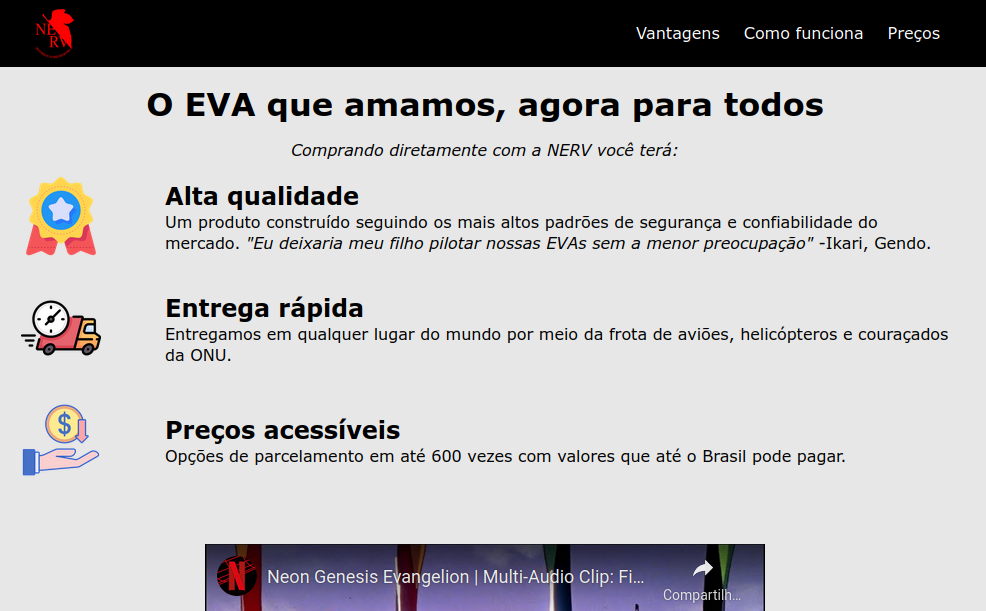 NERV
Vantagens Como funciona Preços
O EVA que amamos, agora para todos
Comprando diretamente com a NERV você terá:
Alta qualidade
Um produto construído seguindo os mais altos padrões de segurança e confiabilidade do
mercado. "Eu deixaria meu filho pilotar nossas EVAs sem a menor preocupação" -Ikari, Gendo.
Entrega rápida
Entregamos em qualquer lugar do mundo por meio da frota de aviões, helicópteros e couraçados
da ONU.
$
Preços acessíveis
Opções de parcelamento em até 600 vezes com valores que até o Brasil pode pagar.
N
Neon Genesis Evangelion | Multi-Audio Clip: Fi...
Compartilh...